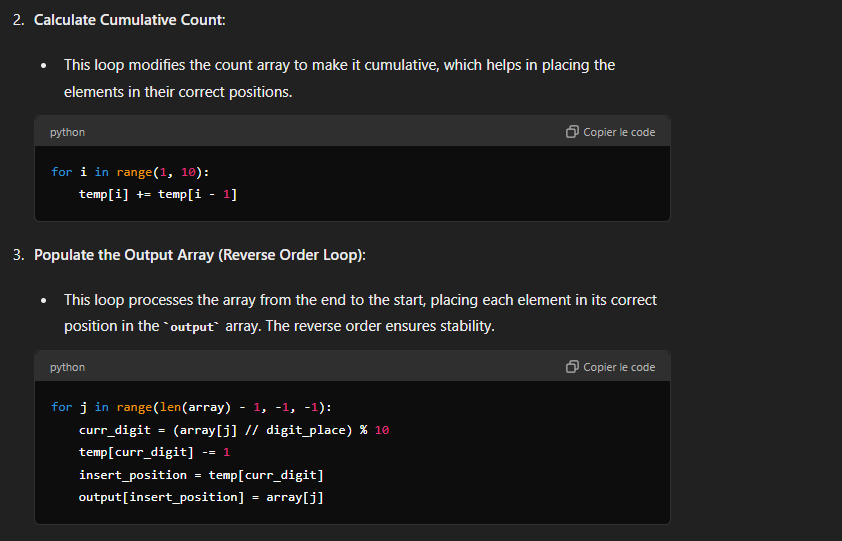 2. Calculate Cumulative Count:
• This loop modifies the count array to make it cumulative, which helps in placing the
elements in their correct positions.
python Copier le code
for i in range(1, 10):
    temp[i] += temp[i - 1]
3. Populate the Output Array (Reverse Order Loop):
• This loop processes the array from the end to the start, placing each element in its correct
position in the `output` array. The reverse order ensures stability.
python Copier le code
for j in range(len(array) - 1, -1, -1):
    curr_digit = (array[j] // digit_place) % 10
    temp[curr_digit] -= 1
    insert_position = temp[curr_digit]
    output[insert_position] = array[j]